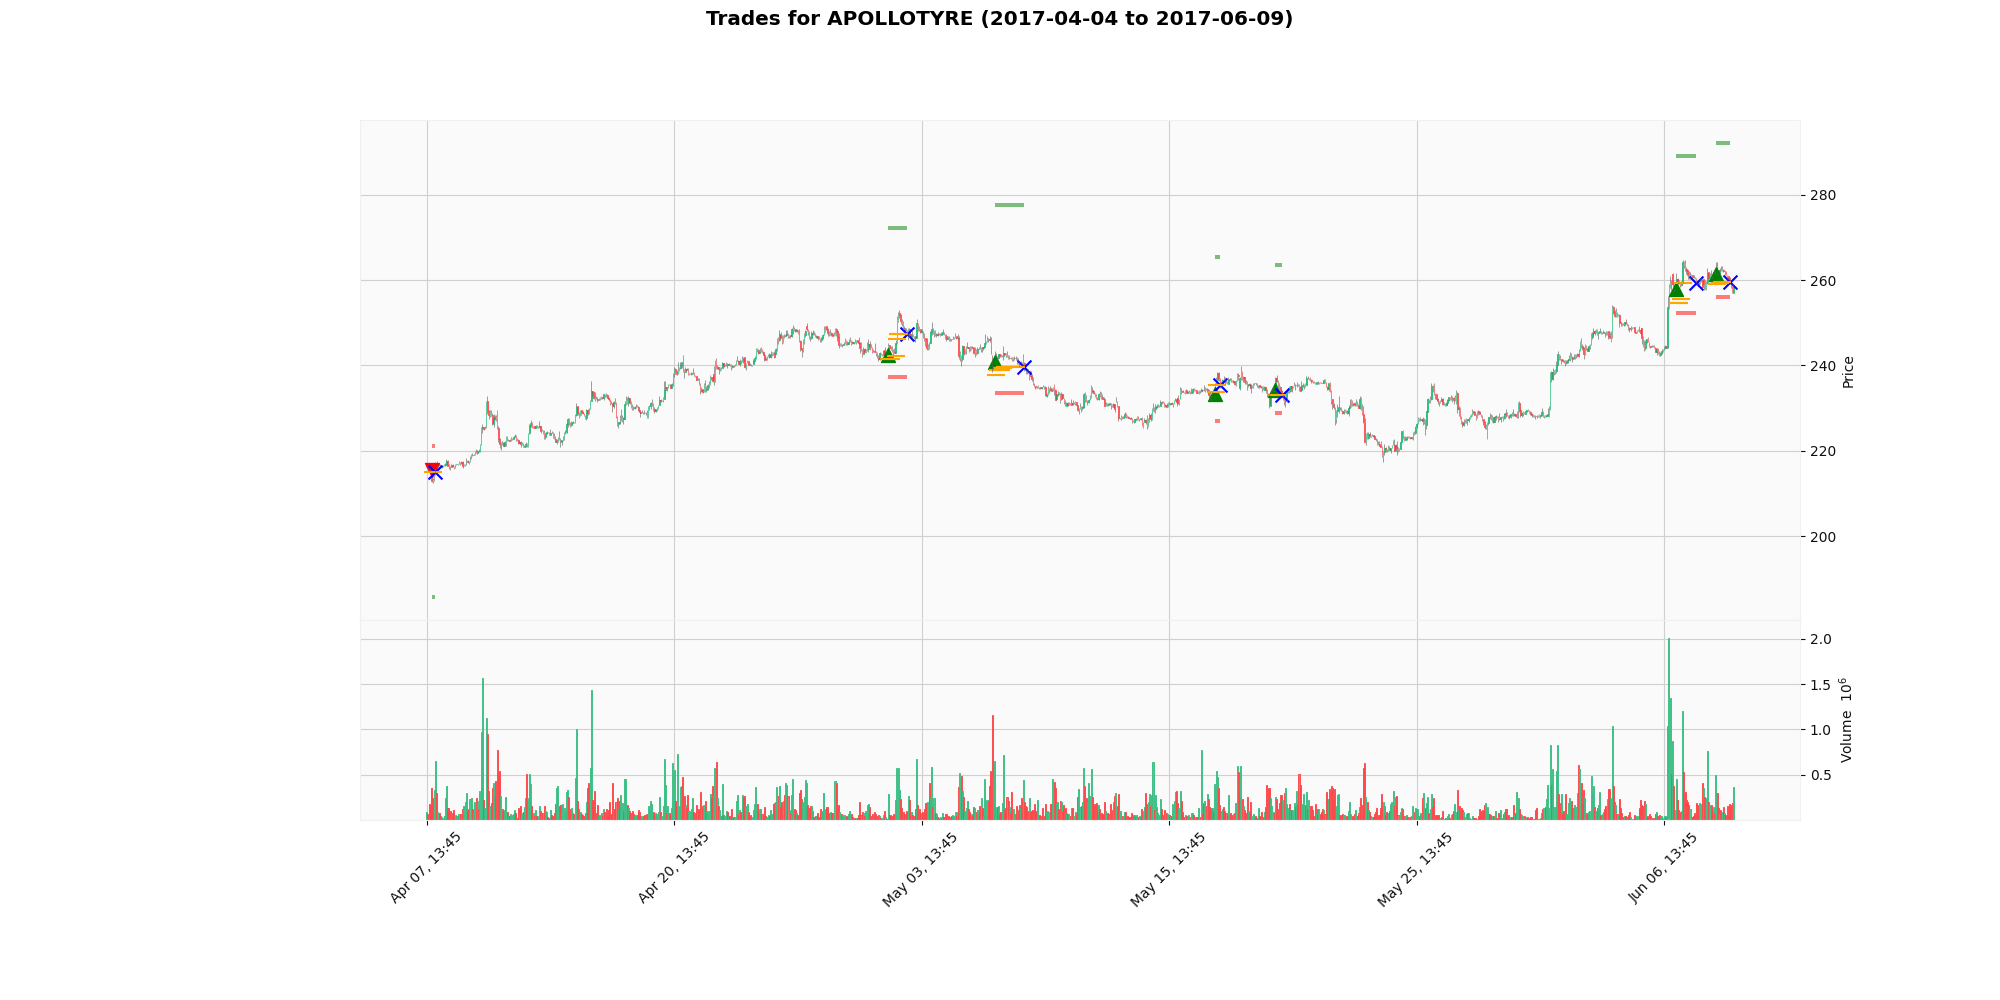 Trades for APOLLOTYRE (2017-04-04 to 2017-06-09)
280
260
240
220
200
Price
2.0
1.5
1.0
0.5
Volume 10⁶
Apr 07, 13:45
Apr 20, 13:45
May 03, 13:45
May 15, 13:45
May 25, 13:45
Jun 06, 13:45